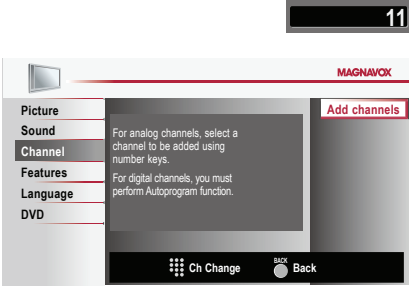 11
MAGNAVOX
Picture
Sound
Channel
Features
Language
DVD
For analog channels, select a
channel to be added using
number keys.
For digital channels, you must
perform Autoprogram function.
Add channels
Ch Change
BACK
Back